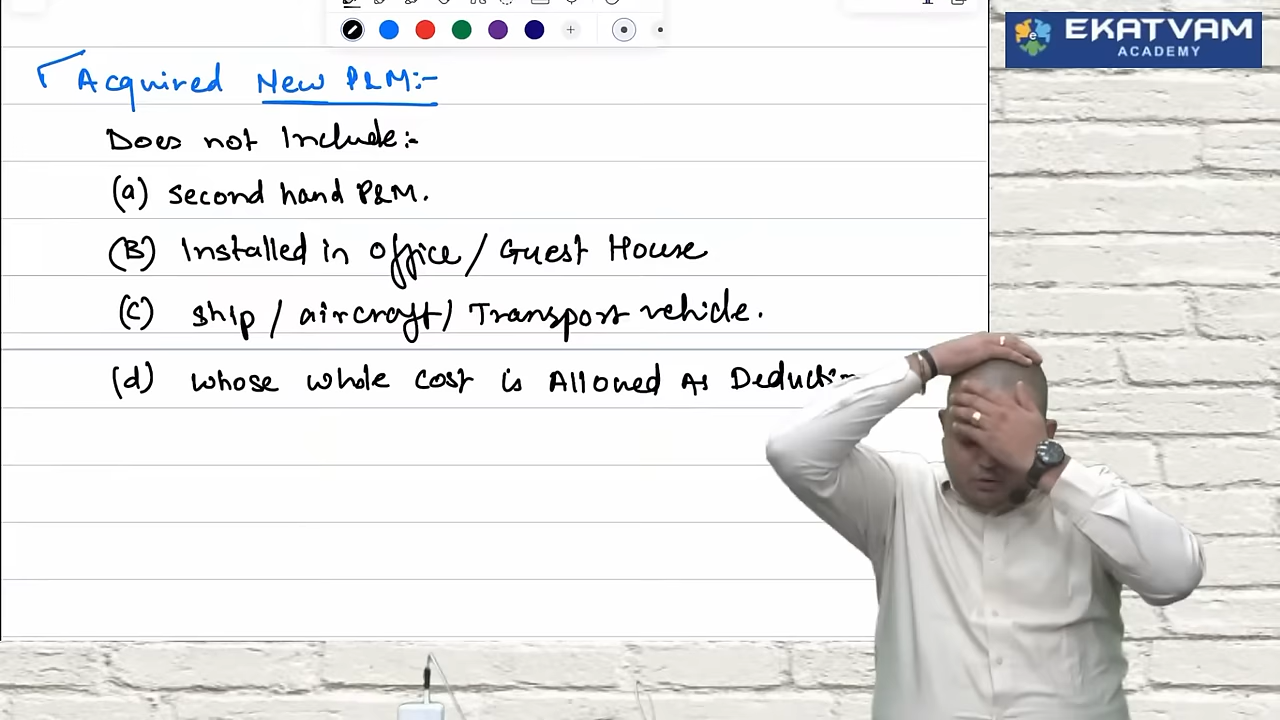 EKATVAM
ACADEMY
Acquired New P&M:-
Does not Include:-
(a) Second hand P&M.
(B) Installed in office / Guest House
(C) Ship / aircraft / Transport vehicle.
(d) whose whole cost is Allowed As Deduction